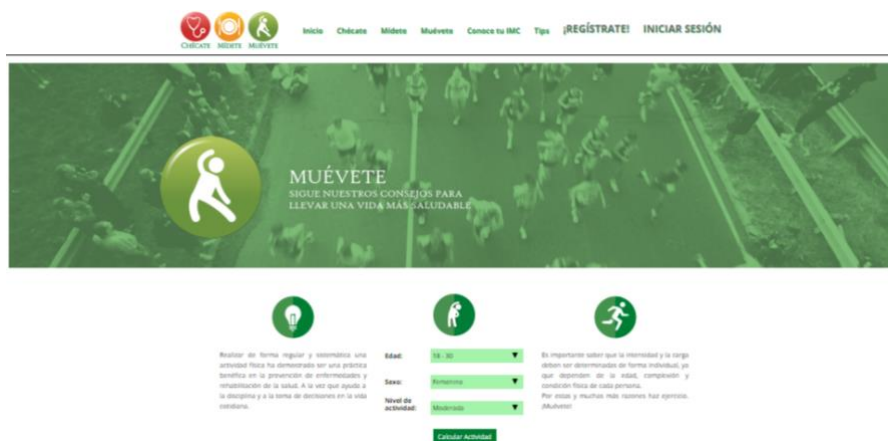 CHÉCATE MÍDETE MUÉVETE
Inicio Chécate Mídete Muévete Conoce tu IMC Tips ¡REGÍSTRATE! INICIAR SESIÓN
MUÉVETE
SIGUE NUESTROS CONSEJOS PARA
LLEVAR UNA VIDA MÁS SALUDABLE
Realizar de forma regular y sistemática una
actividad física ha demostrado ser una práctica
benéfica en la prevención de enfermedades y
rehabilitación de la salud. A la vez que ayuda a
la disciplina y a la toma de decisiones en la vida
cotidiana.
Edad: 18 - 30
Sexo: Femenino
Nivel de
actividad: Moderada
Calcular Actividad
Es importante saber que la intensidad y la carga
deben ser determinadas de forma individual, ya
que dependen de la edad, complexión y
condición física de cada persona.
Por estas y muchas más razones haz ejercicio.
¡Muévete!